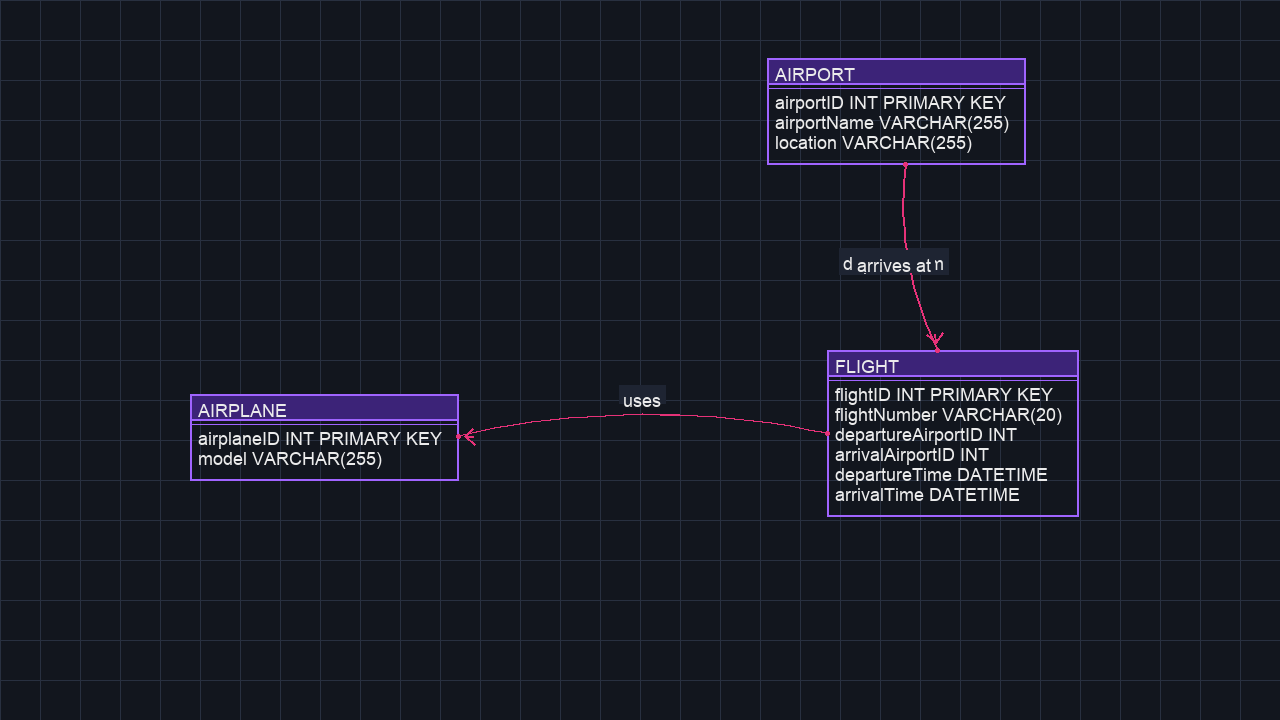 AIRPORT
airportID INT PRIMARY KEY
airportName VARCHAR(255)
location VARCHAR(255)
arrives at
FLIGHT
flightID INT PRIMARY KEY
flightNumber VARCHAR(20)
departureAirportID INT
arrivalAirportID INT
departureTime DATETIME
arrivalTime DATETIME
uses
AIRPLANE
airplaneID INT PRIMARY KEY
model VARCHAR(255)